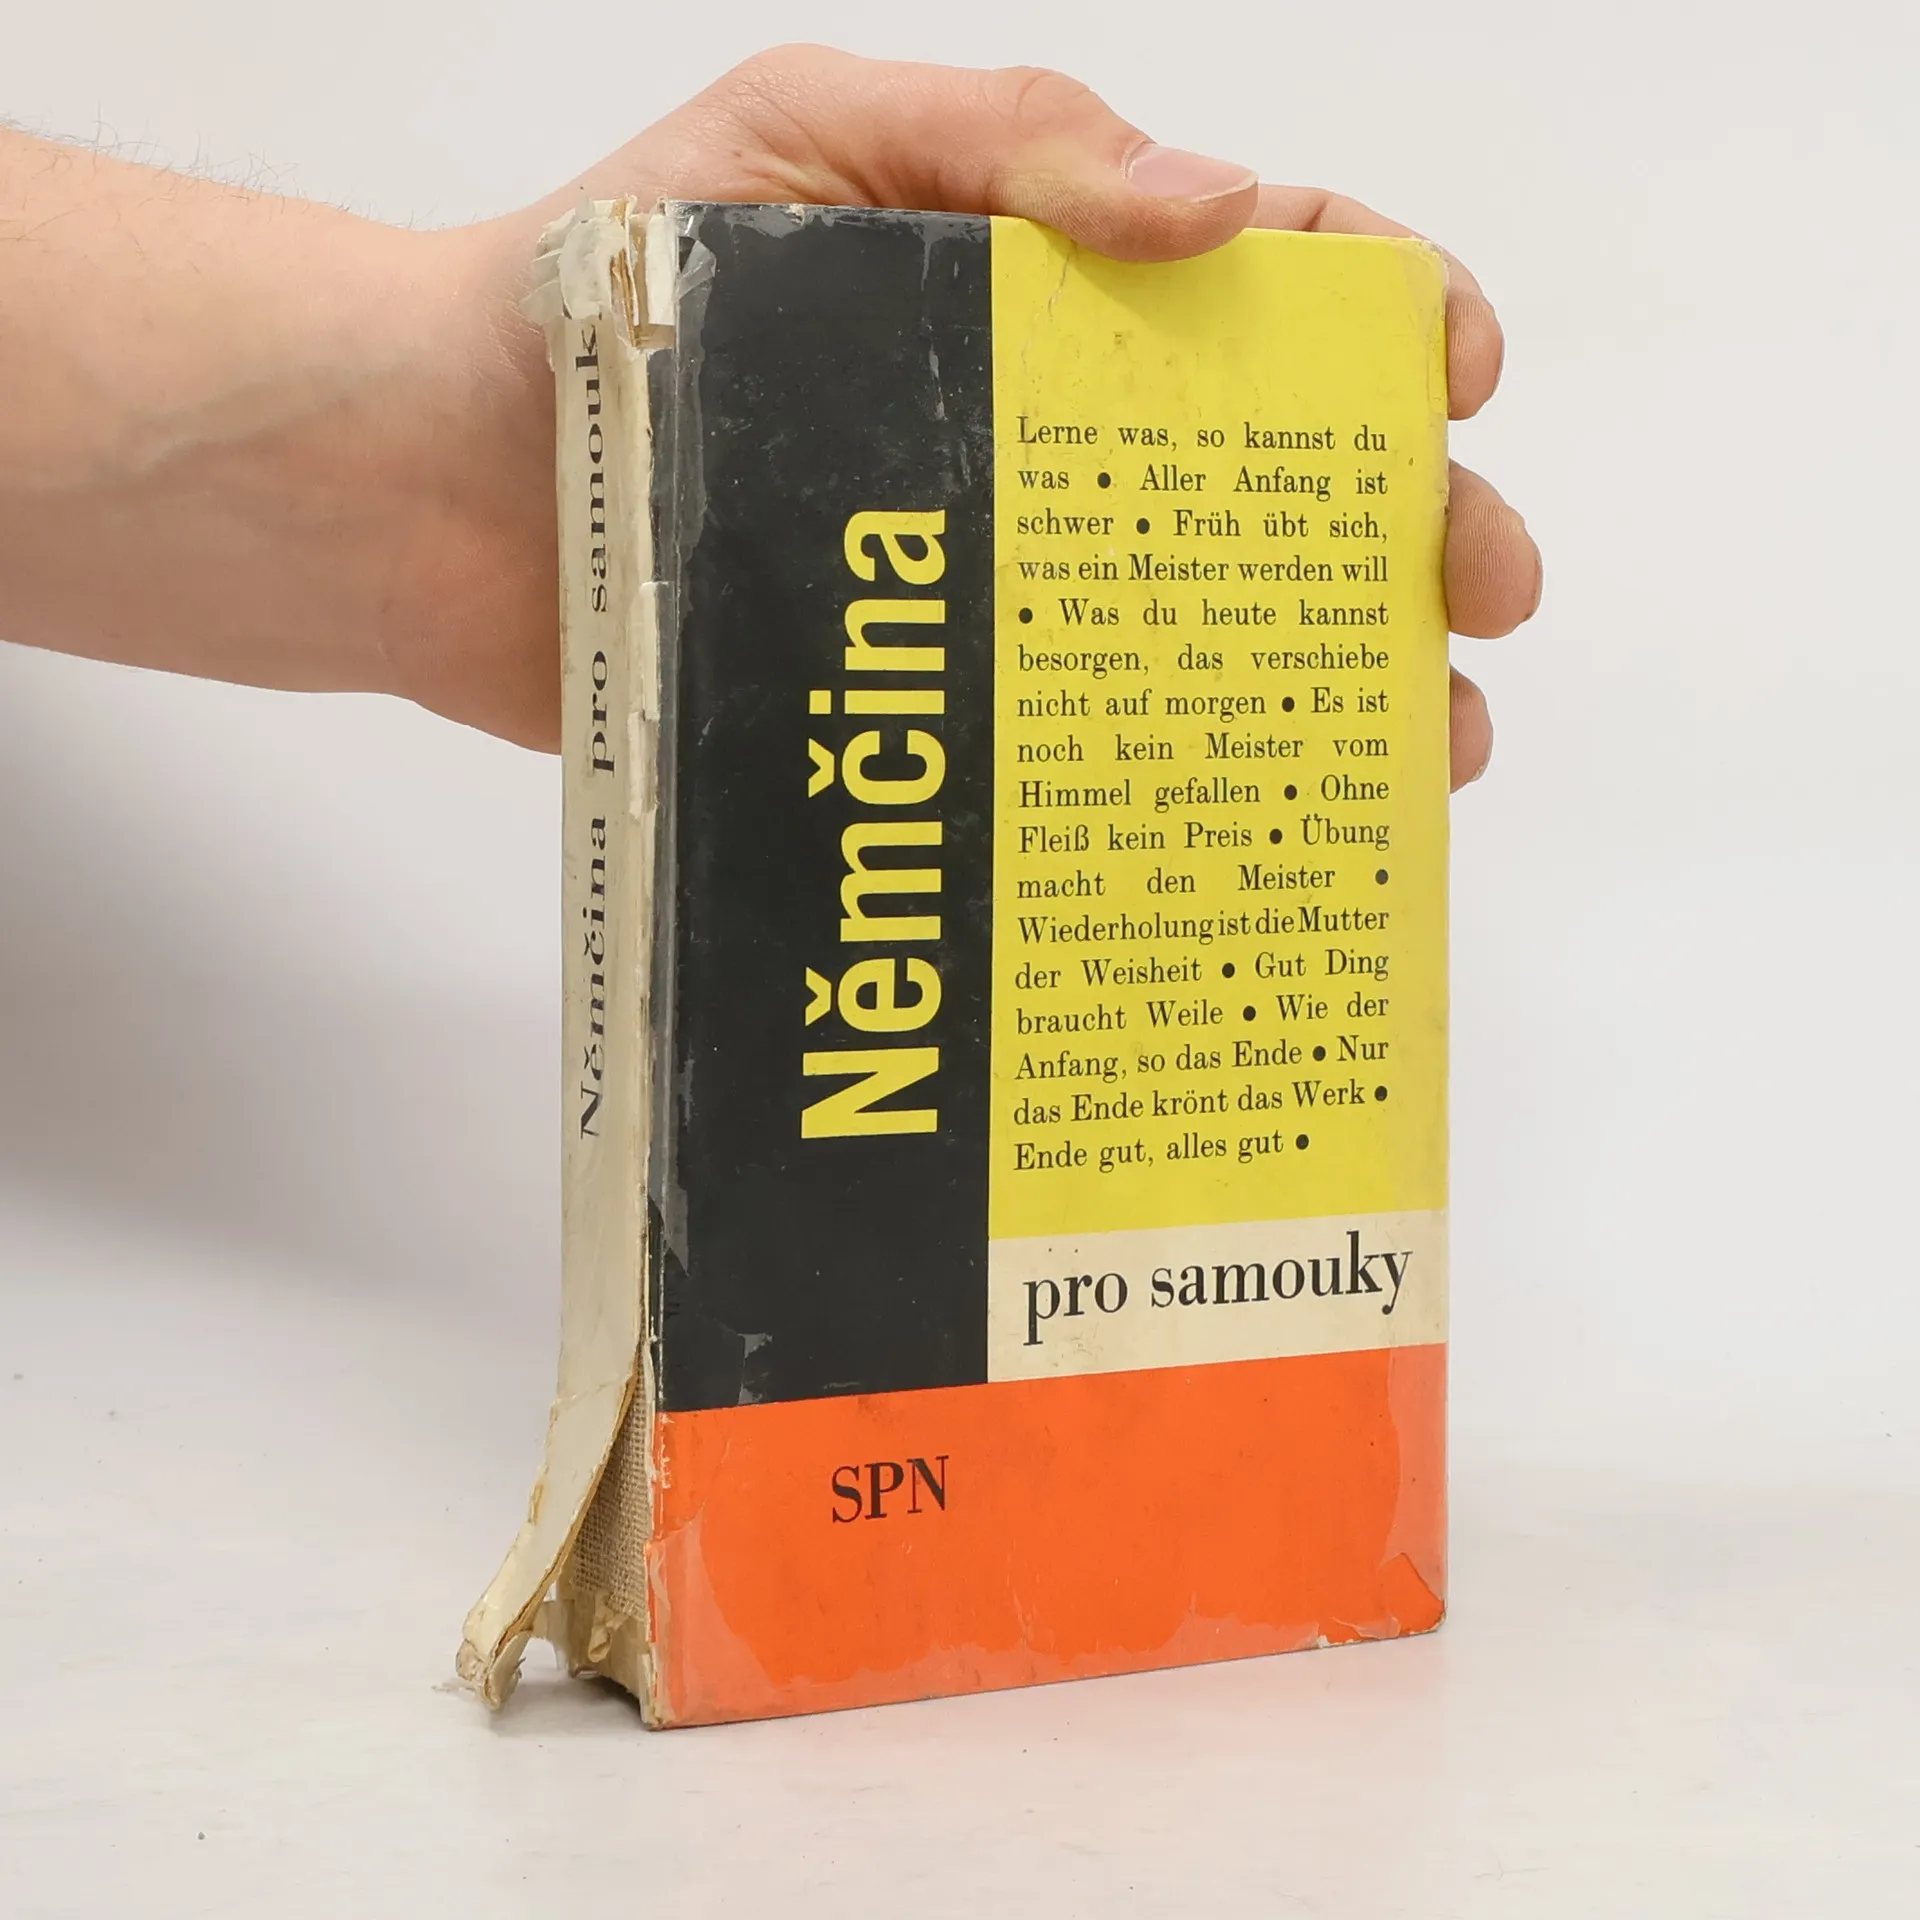 Němčina pro samouk
Němčina
Lerne was, so kannst du
was ● Aller Anfang ist
schwer ● Früh übt sich,
was ein Meister werden will
● Was du heute kannst
besorgen, das verschiebe
nicht auf morgen ● Es ist
noch kein Meister vom
Himmel gefallen ● Ohne
Fleiß kein Preis ● Übung
macht den Meister ●
Wiederholung ist die Mutter
der Weisheit ● Gut Ding
braucht Weile ● Wie der
Anfang, so das Ende ● Nur
das Ende krönt das Werk ●
Ende gut, alles gut ●
pro samouky
SPN